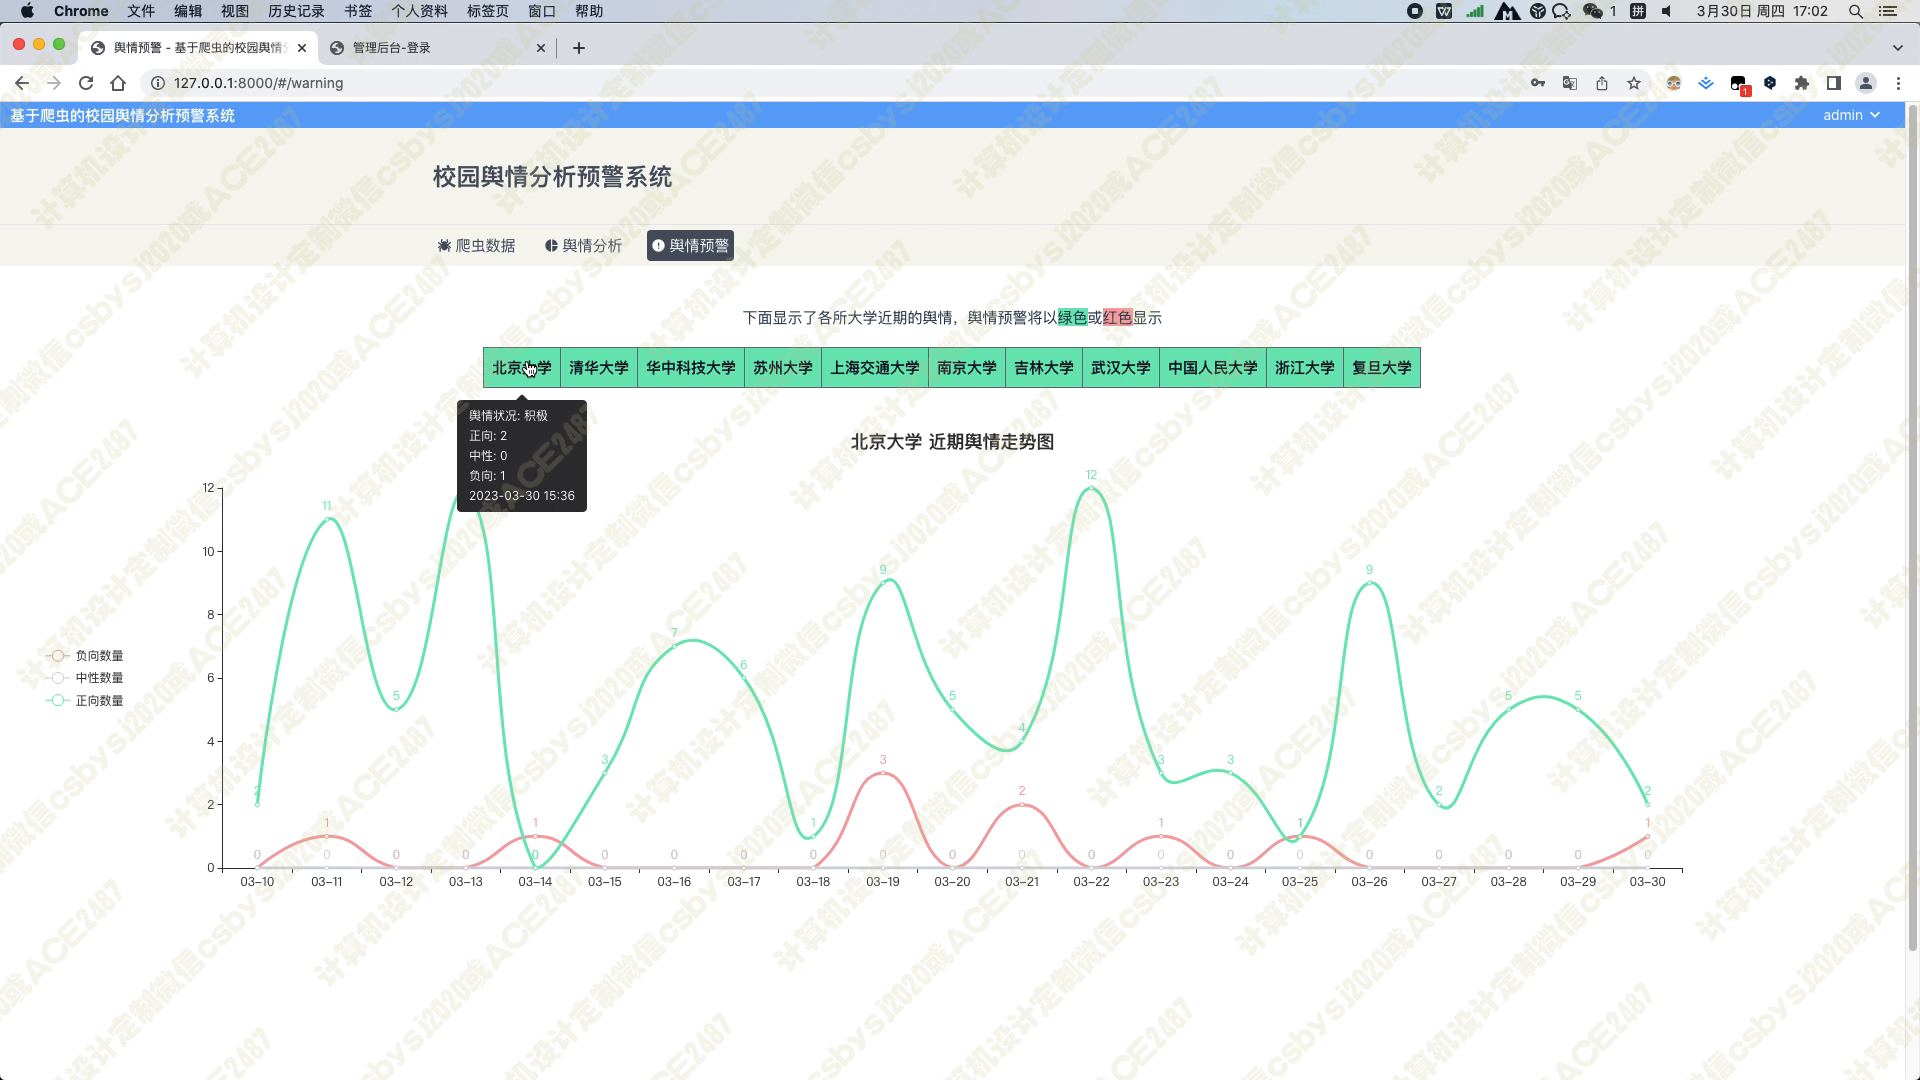 Chrome 文件 编辑 视图 历史记录 书签 个人资料 标签页 窗口 帮助 1 拼 3月30日 周四 17:02
舆情预警 - 基于爬虫的校园舆情 管理后台-登录
127.0.0.1:8000/#/warning 1
基于爬虫的校园舆情分析预警系统 admin
校园舆情分析预警系统
爬虫数据 舆情分析 舆情预警
下面显示了各所大学近期的舆情，舆情预警将以绿色或红色显示
北京大学 清华大学 华中科技大学 苏州大学 上海交通大学 南京大学 吉林大学 武汉大学 中国人民大学 浙江大学 复旦大学
舆情状况: 积极
正向: 2
中性: 0
负向: 1
2023-03-30 15:36
北京大学 近期舆情走势图
负向数量
中性数量
正向数量
12
10
8
6
4
2
0
2 11 5 0 3 7 6 1 9 5 4 12 3 3 1 9 2 5 5 2
0 1 0 0 1 0 0 0 0 3 0 2 0 1 0 1 0 0 0 0 1
0 0 0 0 0 0 0 0 0 0 0 0 0 0 0 0 0 0 0 0 0
03-10 03-11 03-12 03-13 03-14 03-15 03-16 03-17 03-18 03-19 03-20 03-21 03-22 03-23 03-24 03-25 03-26 03-27 03-28 03-29 03-30
计算机设计定制微信csbysj2020或ACE2487